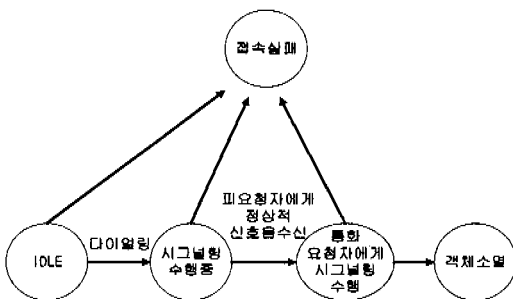 접속실패
피요청자에게
정상적
신호음수신
다이얼링
IDLE
시그널링
수행중
통화
요청자에게
시그널링
수행
객체소멸